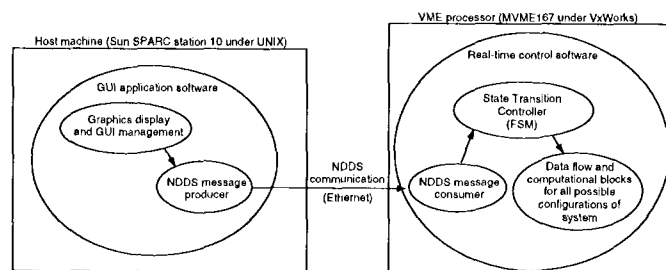 VME processor (MVME167 under VxWorks)
Host machine (Sun SPARC station 10 under UNIX)
GUI application software
Graphics display
and GUI management
NDDS message
producer
NDDS
communication
(Ethernet)
Real-time control software
State Transition
Controller
(FSM)
NDDS message
consumer
Data flow and
computational blocks
for all possible
configurations of
system